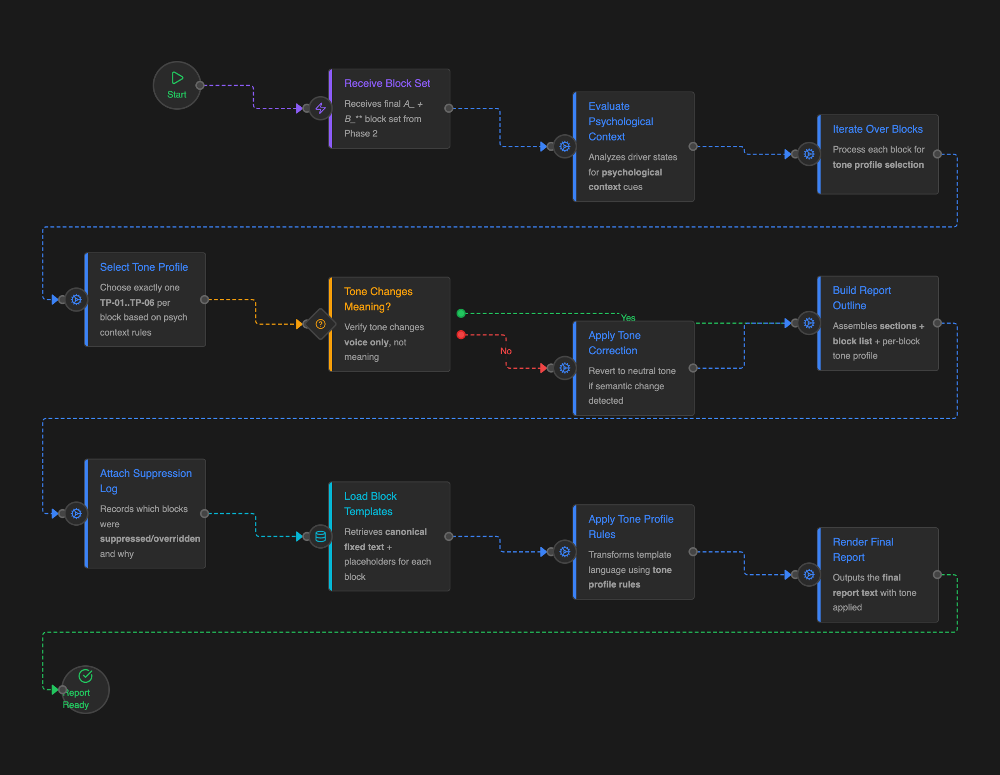 Start
Receive Block Set
Receives final A_ +
B_** block set from
Phase 2
Evaluate
Psychological
Context
Analyzes driver states
for psychological
context cues
Iterate Over Blocks
Process each block for
tone profile selection
Select Tone Profile
Choose exactly one
TP-01..TP-06 per
block based on psych
context rules
Tone Changes
Meaning?
Verify tone changes
voice only, not
meaning
Yes
No
Apply Tone
Correction
Revert to neutral tone
if semantic change
detected
Build Report
Outline
Assembles sections +
block list + per-block
tone profile
Attach Suppression
Log
Records which blocks
were
suppressed/overridden
and why
Load Block
Templates
Retrieves canonical
fixed text +
placeholders for each
block
Apply Tone Profile
Rules
Transforms template
language using tone
profile rules
Render Final
Report
Outputs the final
report text with tone
applied
Report
Ready